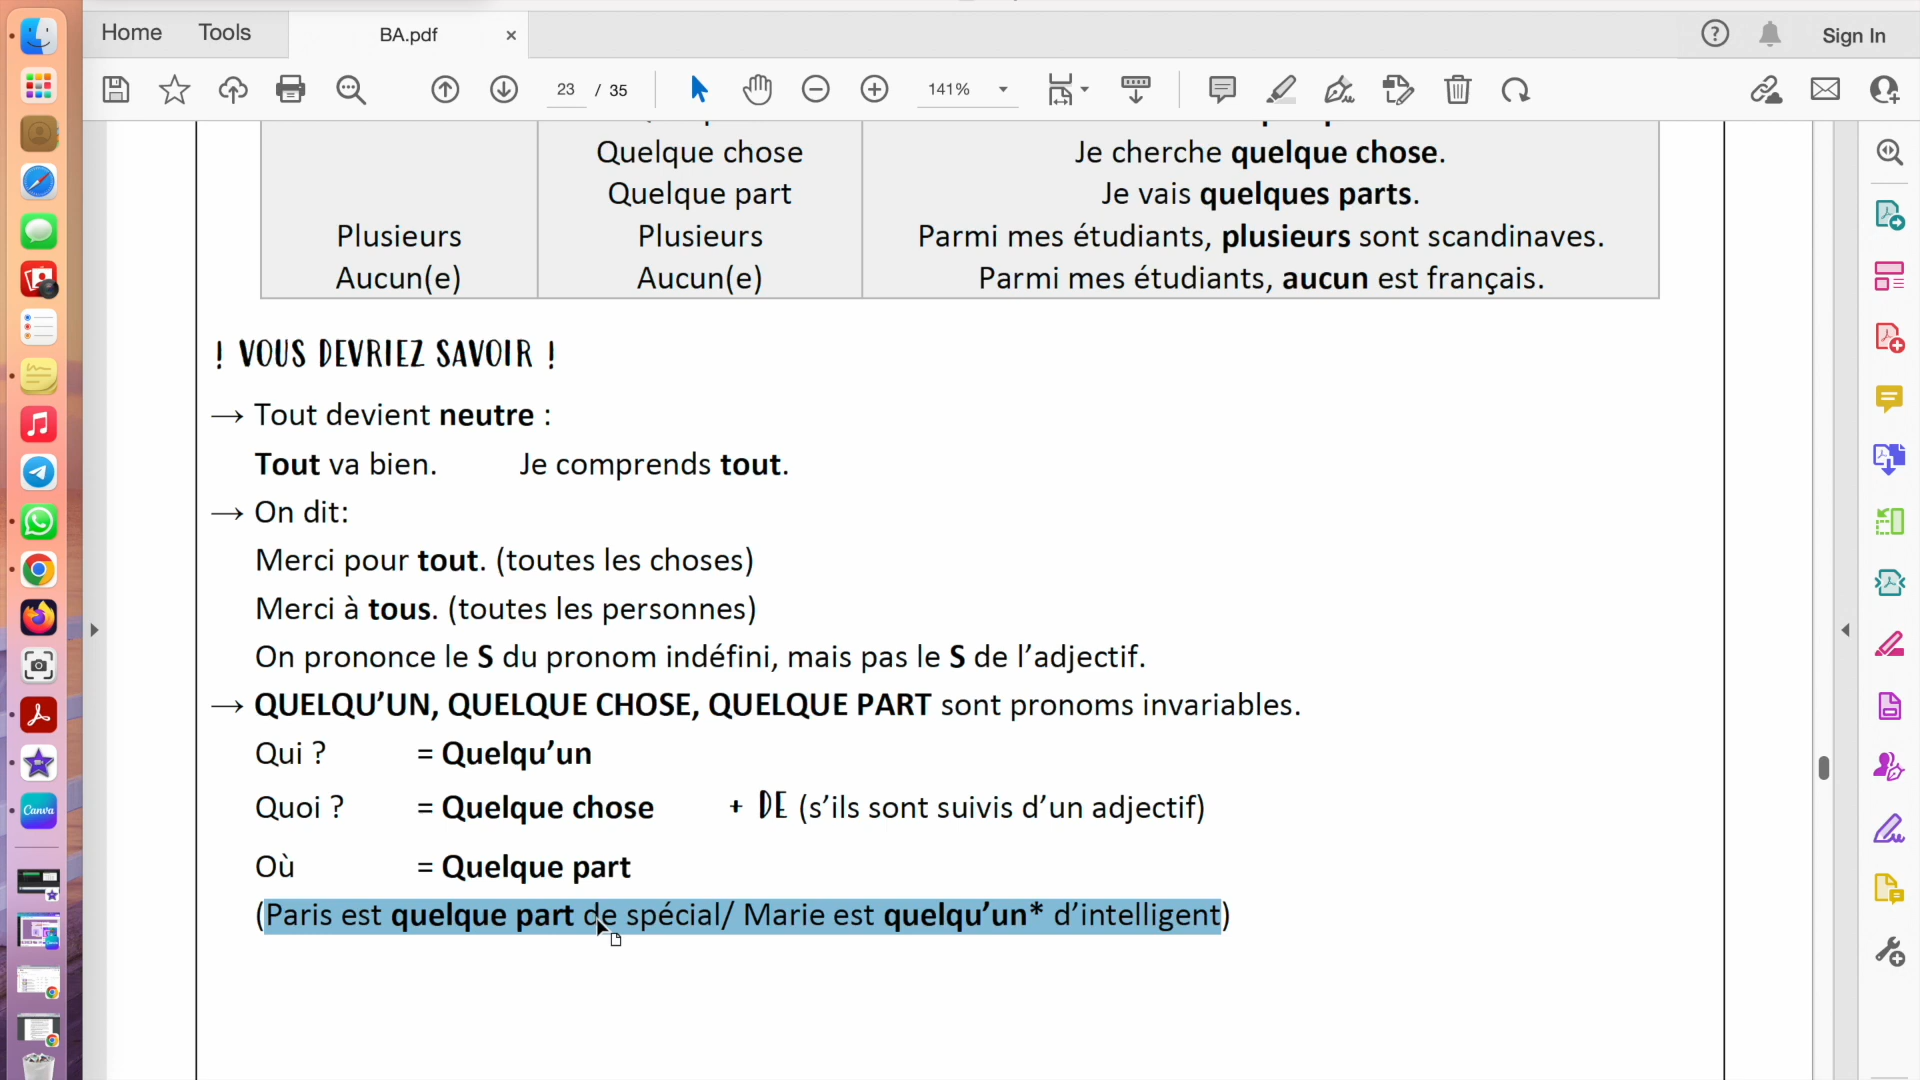 Home Tools BA.pdf × Sign In
23 / 35 141%
Quelque chose Je cherche quelque chose.
Quelque part Je vais quelques parts.
Plusieurs Plusieurs Parmi mes étudiants, plusieurs sont scandinaves.
Aucun(e) Aucun(e) Parmi mes étudiants, aucun est français.
! VOUS DEVRIEZ SAVOIR !
→ Tout devient neutre :
Tout va bien. Je comprends tout.
→ On dit:
Merci pour tout. (toutes les choses)
Merci à tous. (toutes les personnes)
On prononce le S du pronom indéfini, mais pas le S de l’adjectif.
→ QUELQU’UN, QUELQUE CHOSE, QUELQUE PART sont pronoms invariables.
Qui ? = Quelqu’un
Quoi ? = Quelque chose + DE (s’ils sont suivis d’un adjectif)
Où = Quelque part
(Paris est quelque part de spécial/ Marie est quelqu’un* d’intelligent)
Canva